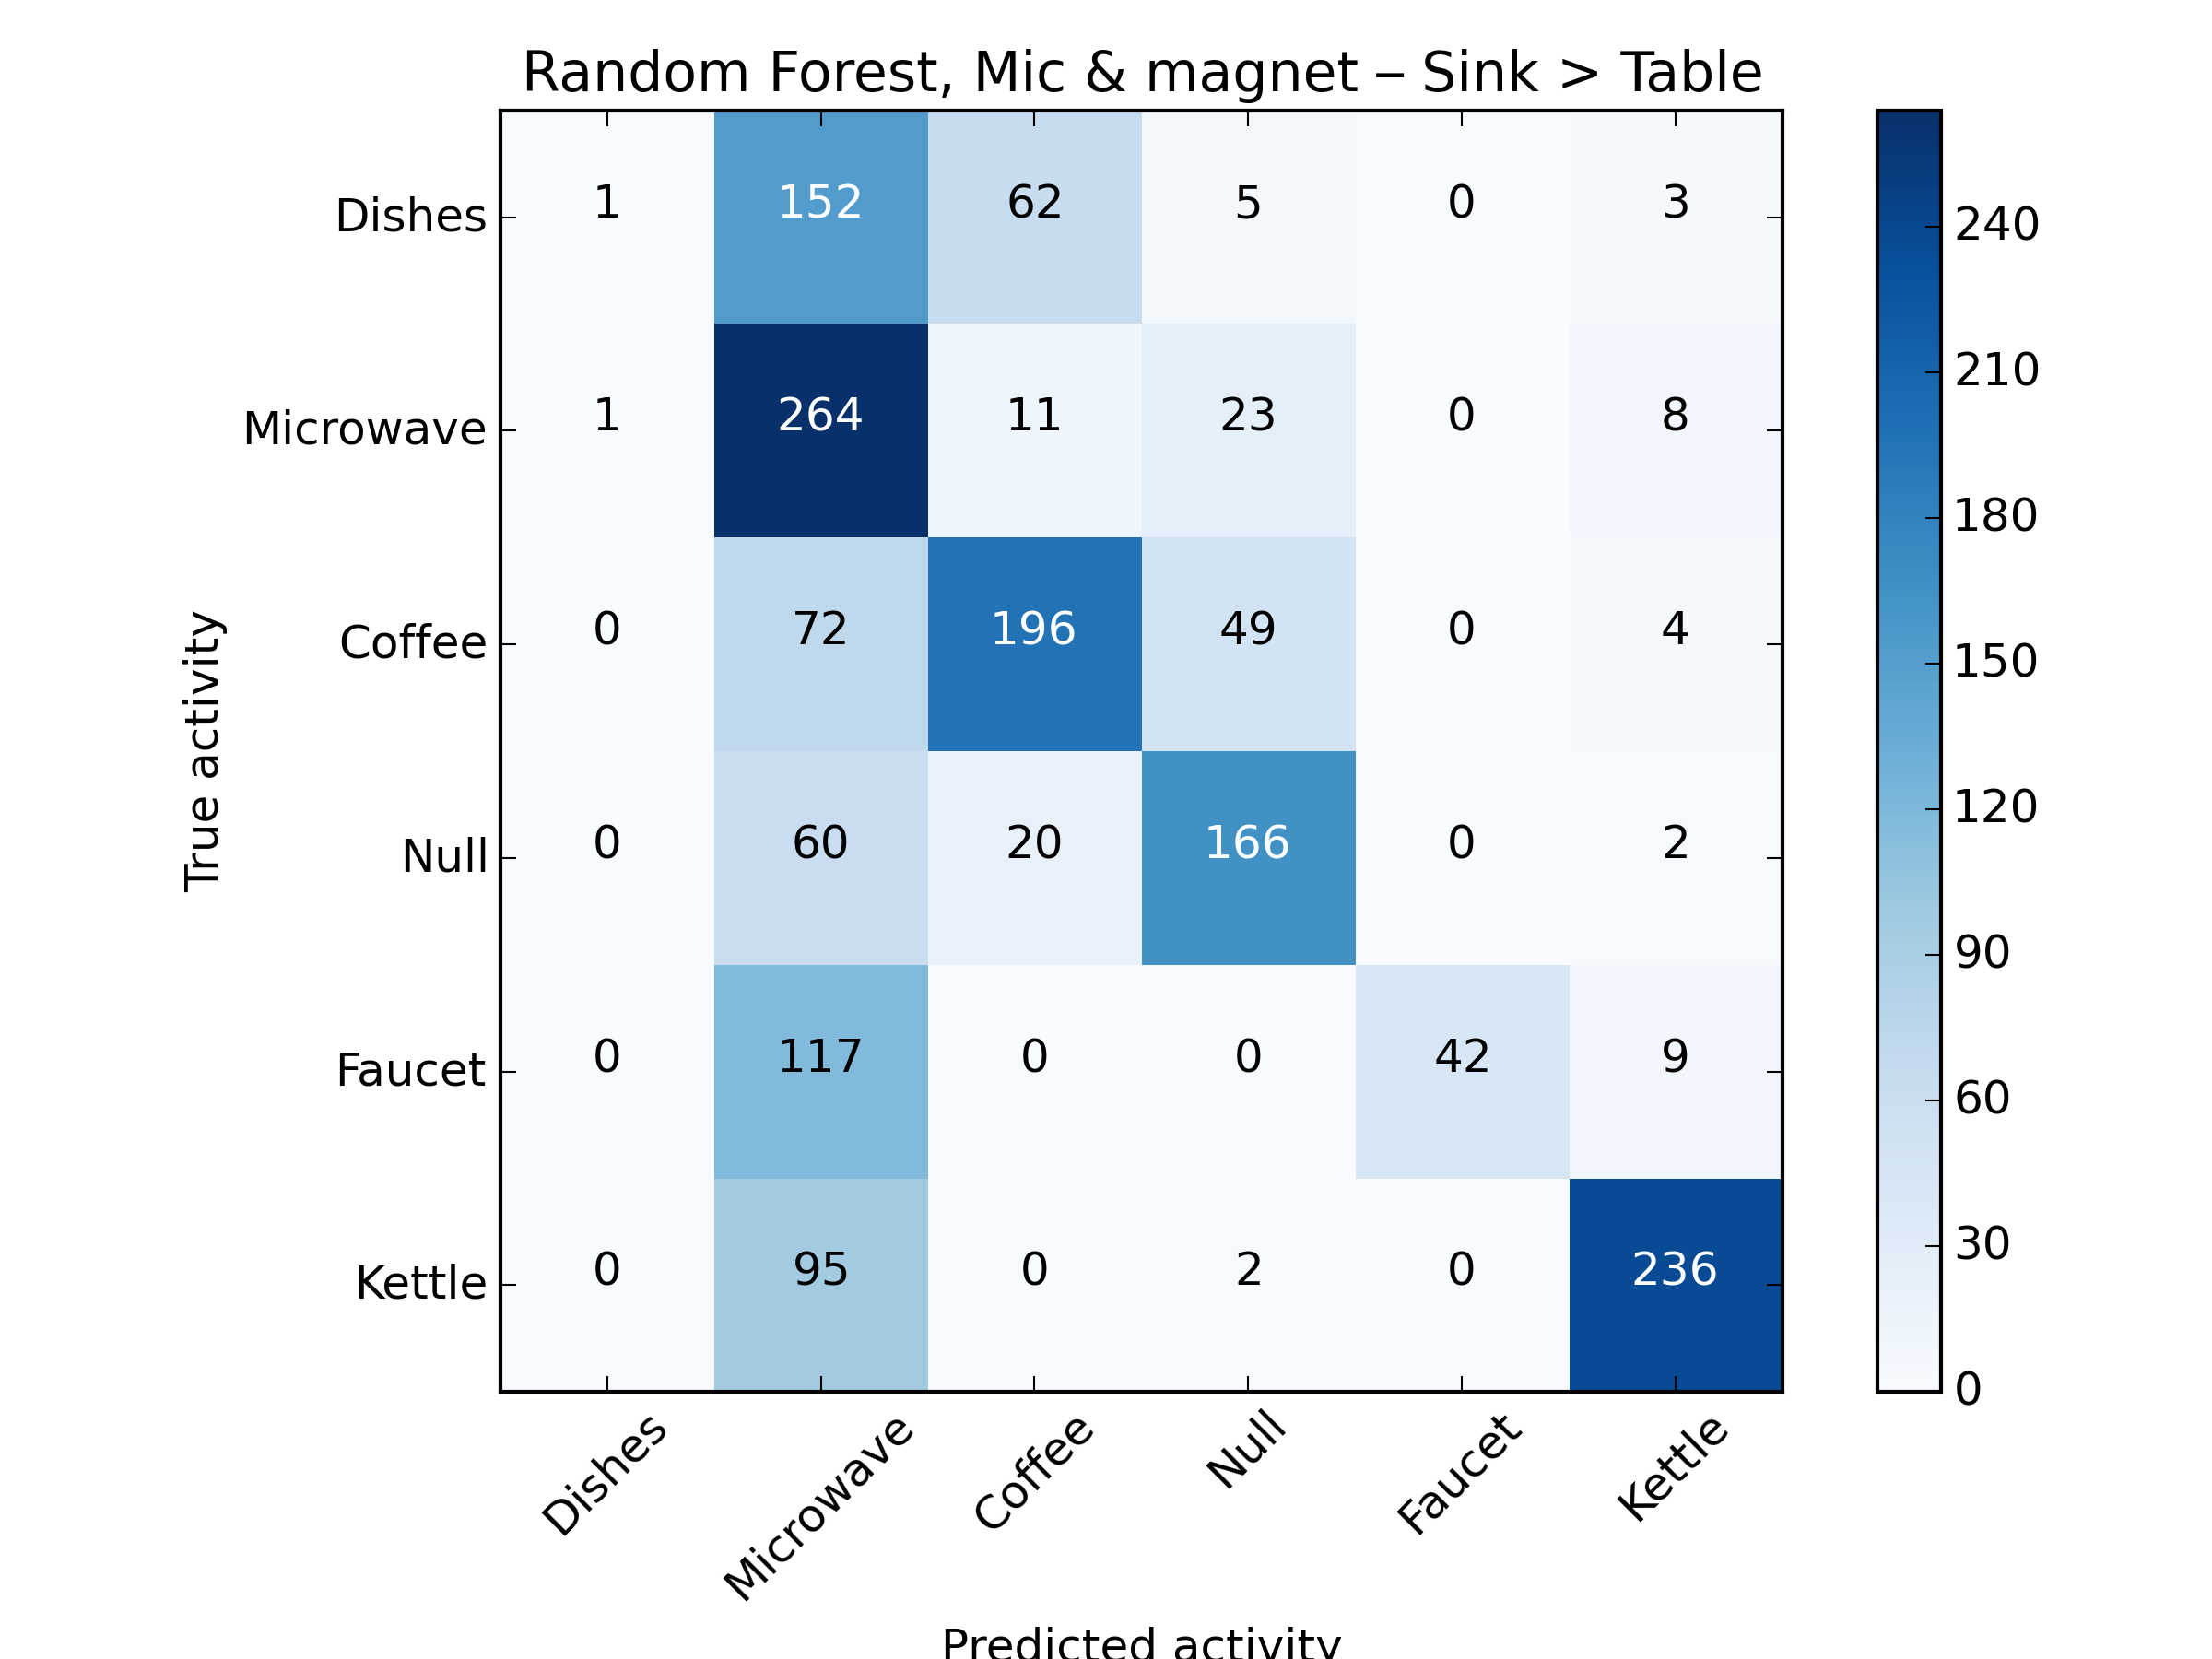 Random Forest, Mic & magnet – Sink > Table
Dishes 1 152 62 5 0 3
Microwave 1 264 11 23 0 8
Coffee 0 72 196 49 0 4
Null 0 60 20 166 0 2
Faucet 0 117 0 0 42 9
Kettle 0 95 0 2 0 236
True activity
Dishes Microwave Coffee Null Faucet Kettle
Predicted activity
240
210
180
150
120
90
60
30
0